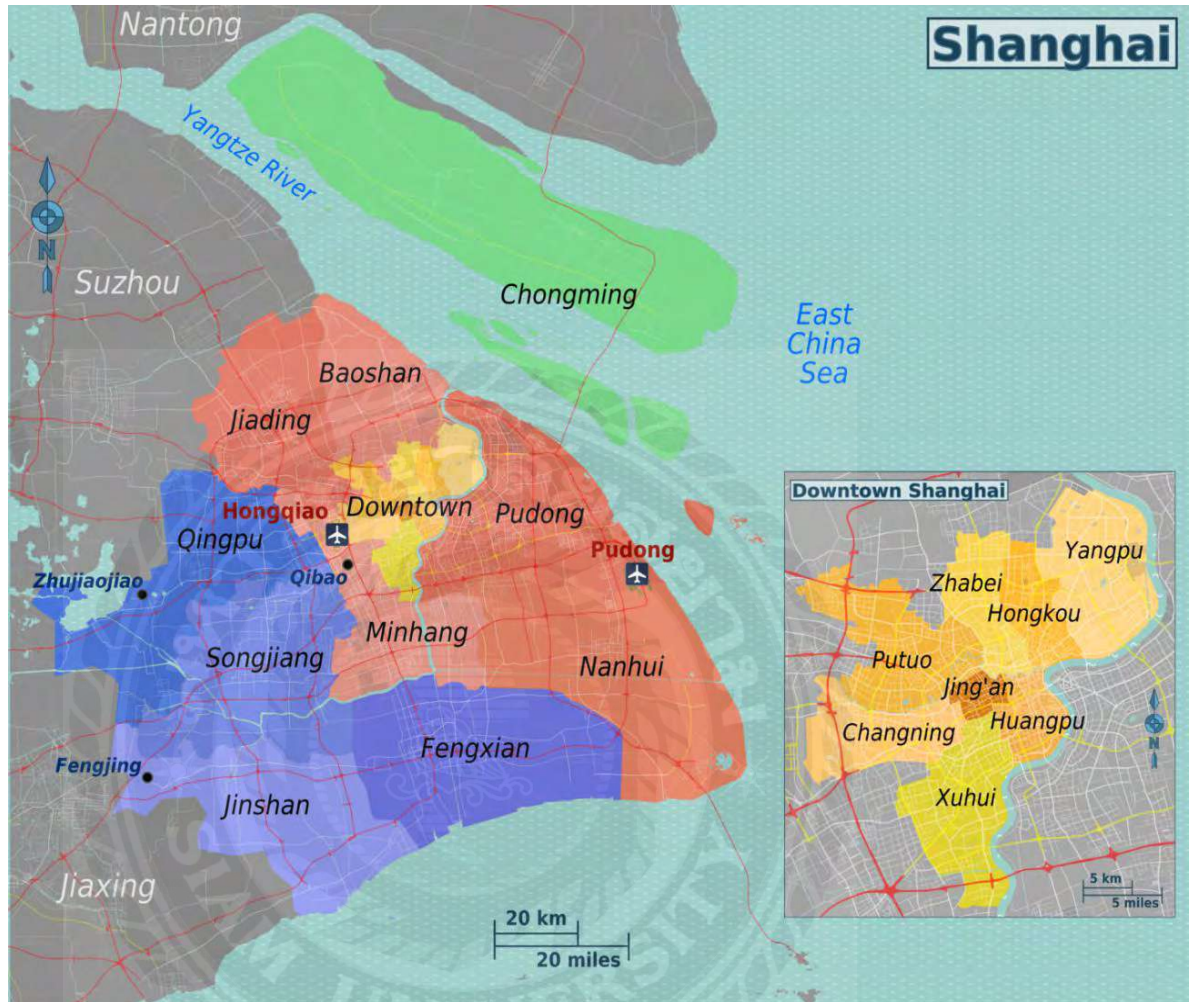 Nantong
Shanghai
Yangtze River
N
Suzhou
Chongming
East
China
Sea
Baoshan
Jiading
Downtown
Hongqiao
Pudong
Qingpu
Pudong
Qibao
Zhujiaojiao
Minhang
Songjiang
Nanhui
Fengxian
Fengjing
Jinshan
Jiaxing
20 km
20 miles
Downtown Shanghai
Yangpu
Zhabei
Hongkou
Putuo
Jing'an
Huangpu
Changning
N
Xuhui
5 km
5 miles